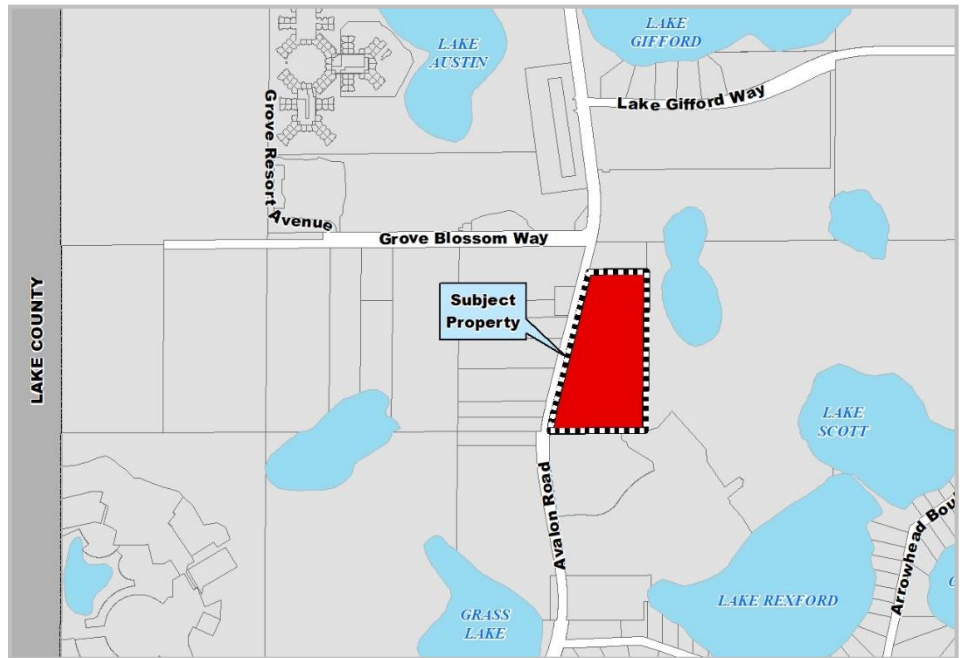 LAKE
AUSTIN
LAKE
GIFFORD
Lake Gifford Way
Grove Resort
Avenue
Grove Blossom Way
Subject
Property
LAKE COUNTY
LAKE
SCOTT
Avalon Road
Arrowhead Bou
LAKE REXFORD
GRASS
LAKE